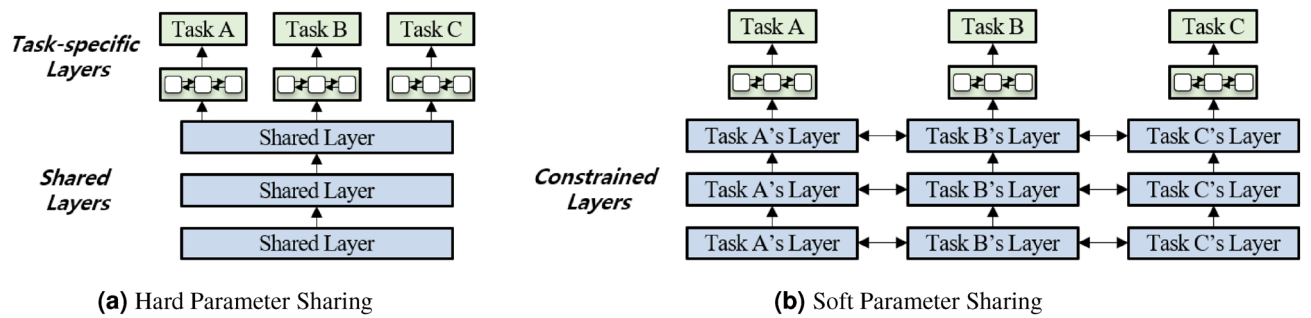 Task-specific
Layers
Task A
Task B
Task C
Shared Layer
Shared
Layers
Shared Layer
Shared Layer
(a) Hard Parameter Sharing
Task A
Task B
Task C
Constrained
Layers
Task A's Layer
Task B's Layer
Task C's Layer
Task A's Layer
Task B's Layer
Task C's Layer
Task A's Layer
Task B's Layer
Task C's Layer
(b) Soft Parameter Sharing